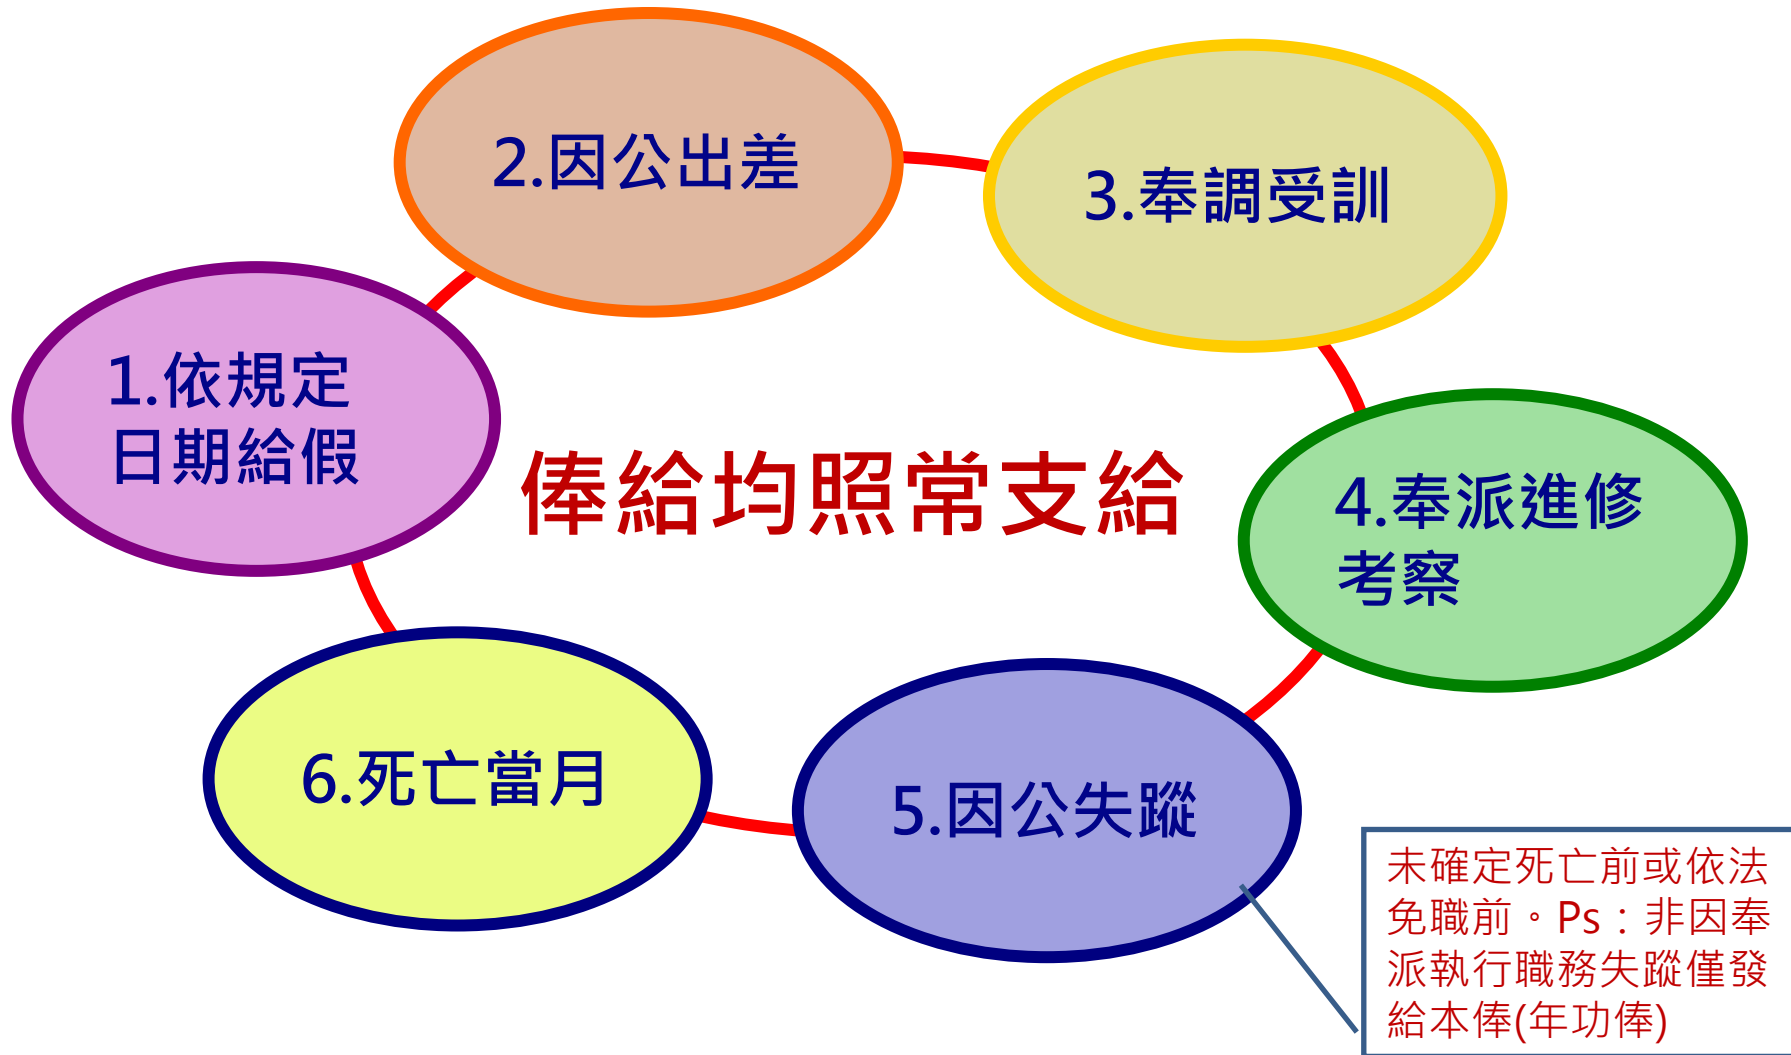 2.因公出差
3.奉調受訓
1.依規定
日期給假
俸給均照常支給
4.奉派進修
考察
6.死亡當月
5.因公失蹤
未確定死亡前或依法
免職前。Ps：非因奉
派執行職務失蹤僅發
給本俸(年功俸)